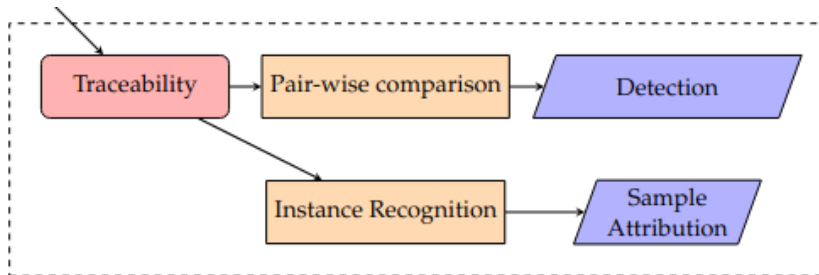 Traceability
Pair-wise comparison
Detection
Instance Recognition
Sample
Attribution